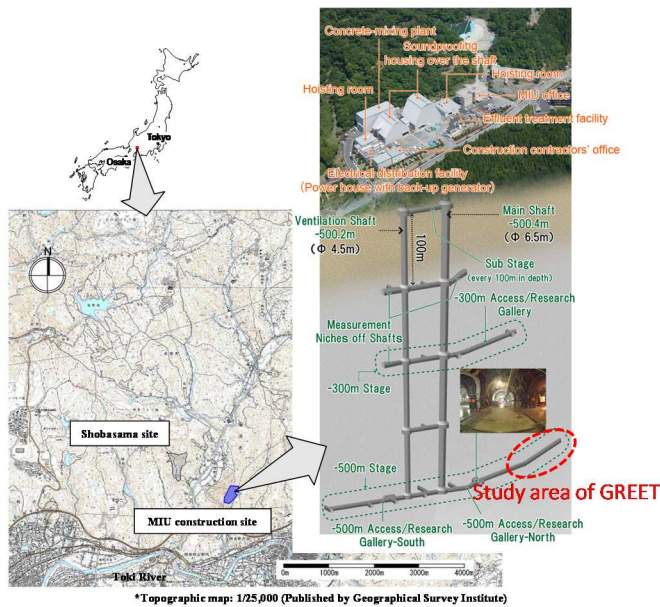 Tokyo
Osaka
N
Shobasama site
MIU construction site
Toki River
0m 1000m 2000m 3000m 4000m
*Topographic map: 1/25,000 (Published by Geographical Survey Institute)
Concrete-mixing plant
Soundproofing
housing over the shaft
Hoisting room
Hoisting room
MIU office
Effluent treatment facility
Construction contractors' office
Electrical distribution facility
(Power house with back-up generator)
Ventilation Shaft
-500.2m
(Φ 4.5m)
Main Shaft
-500.4m
(Φ 6.5m)
100m
Sub Stage
(every 100m in depth)
-300m Access/Research
Gallery
Measurement
Niches off Shafts
-300m Stage
-500m Stage
Study area of GREET
-500m Access/Research
Gallery-North
-500m Access/Research
Gallery-South